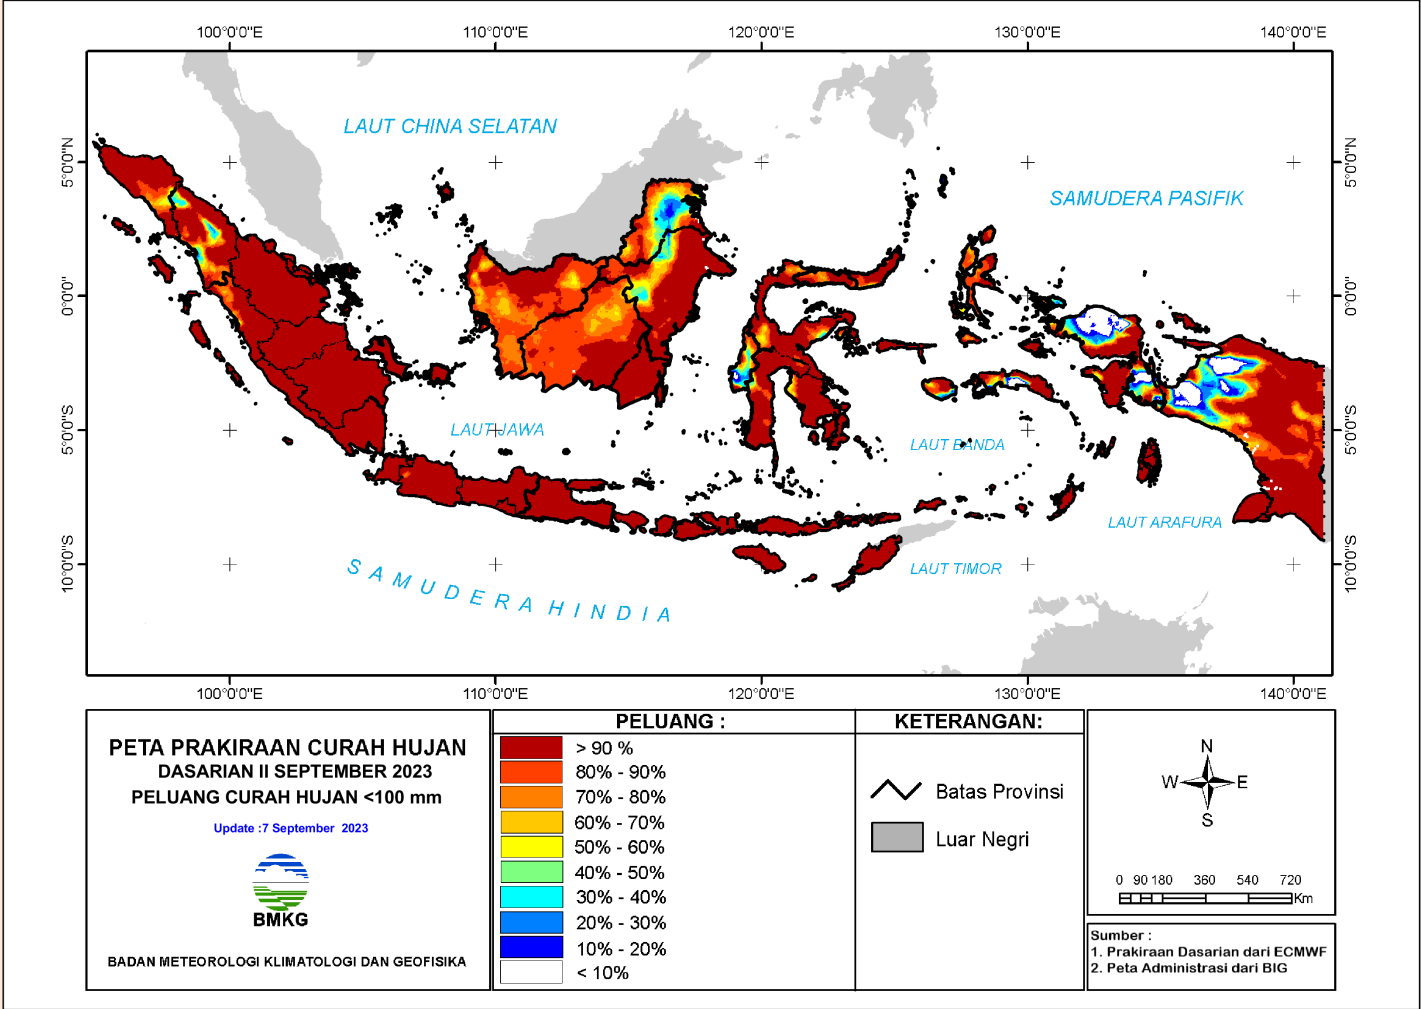 100°0'0"E 110°0'0"E 120°0'0"E 130°0'0"E 140°0'0"E
5°0'0"N 5°0'0"N
0°0'0" 0°0'0"
5°0'0"S 5°0'0"S
10°0'0"S 10°0'0"S
LAUT CHINA SELATAN
SAMUDERA PASIFIK
LAUT JAWA
LAUT BANDA
LAUT ARAFURA
LAUT TIMOR
SAMUDERA HINDIA
100°0'0"E 110°0'0"E 120°0'0"E 130°0'0"E 140°0'0"E
PETA PRAKIRAAN CURAH HUJAN
DASARIAN II SEPTEMBER 2023
PELUANG CURAH HUJAN <100 mm
Update :7 September 2023
BMKG
BADAN METEOROLOGI KLIMATOLOGI DAN GEOFISIKA
PELUANG :
> 90 %
80% - 90%
70% - 80%
60% - 70%
50% - 60%
40% - 50%
30% - 40%
20% - 30%
10% - 20%
< 10%
KETERANGAN:
Batas Provinsi
Luar Negri
N
W E
S
0 90 180 360 540 720
Km
Sumber :
1. Prakiraan Dasarian dari ECMWF
2. Peta Administrasi dari BIG